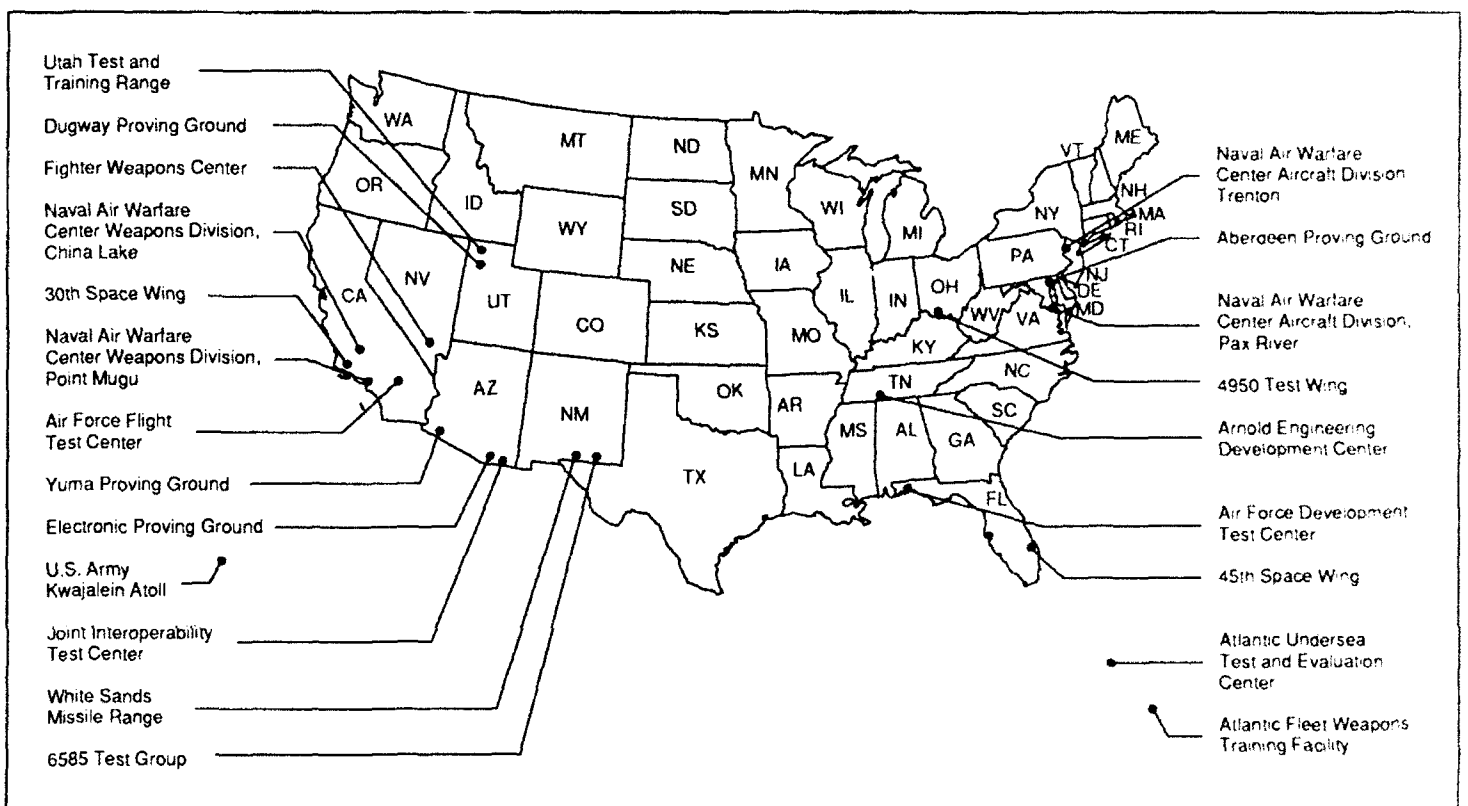 Utah Test and
Training Range
Dugway Proving Ground
Fighter Weapons Center
Naval Air Warfare
Center Weapons Division,
China Lake
30th Space Wing
Naval Air Warfare
Center Weapons Division,
Point Mugu
Air Force Flight
Test Center
Yuma Proving Ground
Electronic Proving Ground
U.S. Army
Kwajalein Atoll
Joint Interoperability
Test Center
White Sands
Missile Range
6585 Test Group
WA
MT
ND
MN
OR
ID
WY
SD
WI
MI
NY
VT
ME
NH
MA
RI
CT
NV
CA
UT
CO
NE
KS
IA
MO
IL
IN
OH
PA
NJ
DE
MD
WV
VA
KY
AZ
NM
OK
AR
TN
NC
SC
TX
LA
MS
AL
GA
FL
Naval Air Warfare
Center Aircraft Division
Trenton
Aberdeen Proving Ground
Naval Air Warfare
Center Aircraft Division,
Pax River
4950 Test Wing
Arnold Engineering
Development Center
Air Force Development
Test Center
45th Space Wing
Atlantic Undersea
Test and Evaluation
Center
Atlantic Fleet Weapons
Training Facility